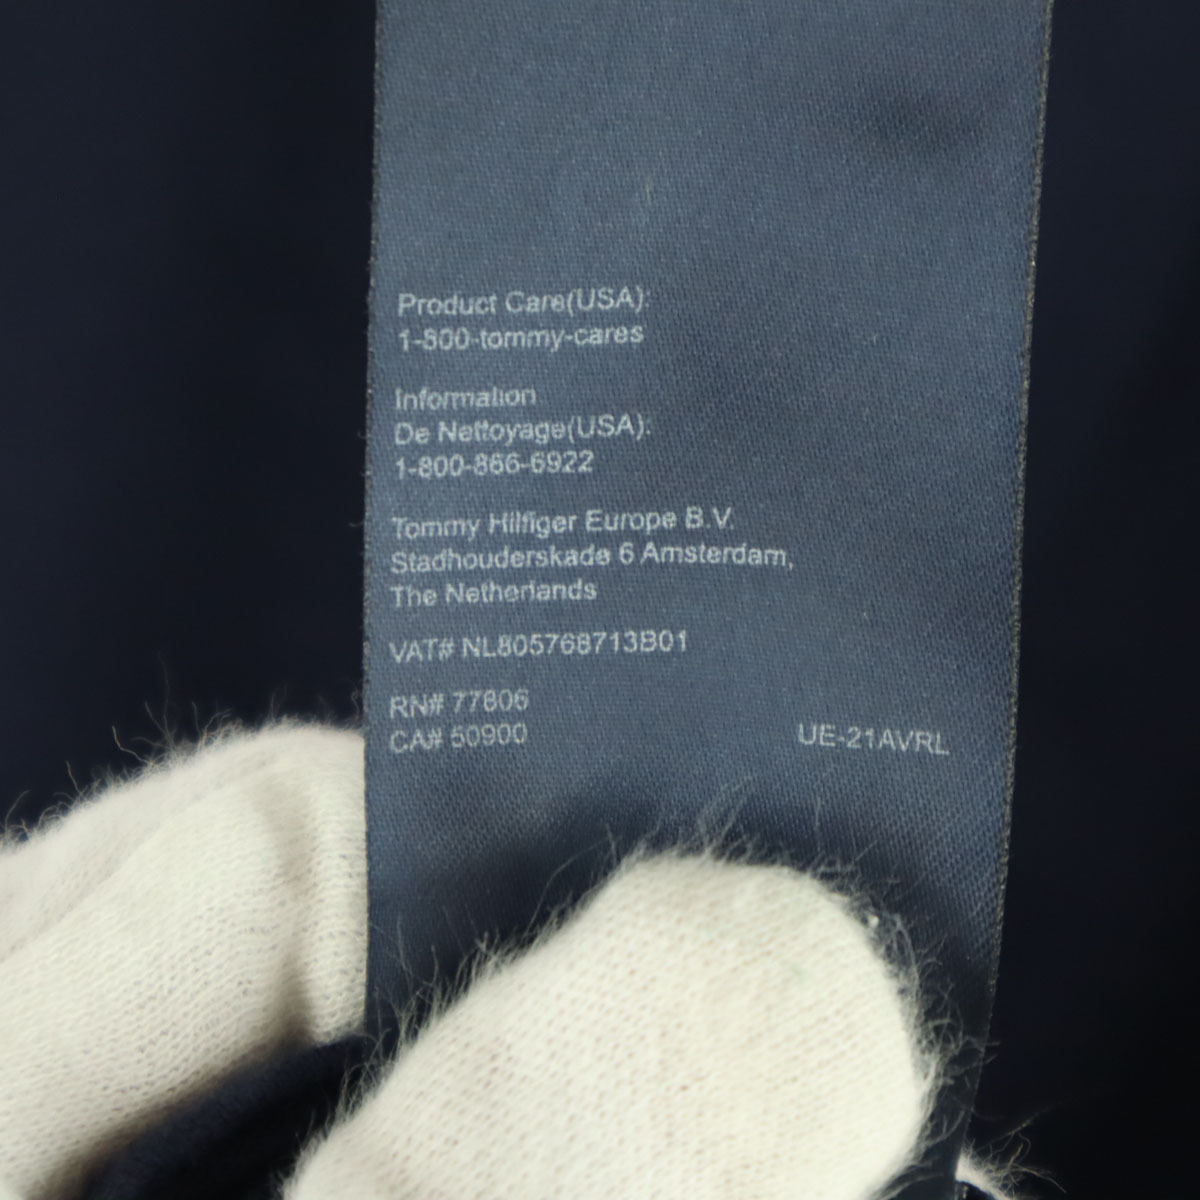 Product Care(USA):
1-800-tommy-cares
Information
De Nettoyage(USA):
1-800-866-6922
Tommy Hilfiger Europe B.V.
Stadhouderskade 6 Amsterdam,
The Netherlands
VAT# NL805768713B01
RN# 77806
CA# 50900
UE-21AVRL